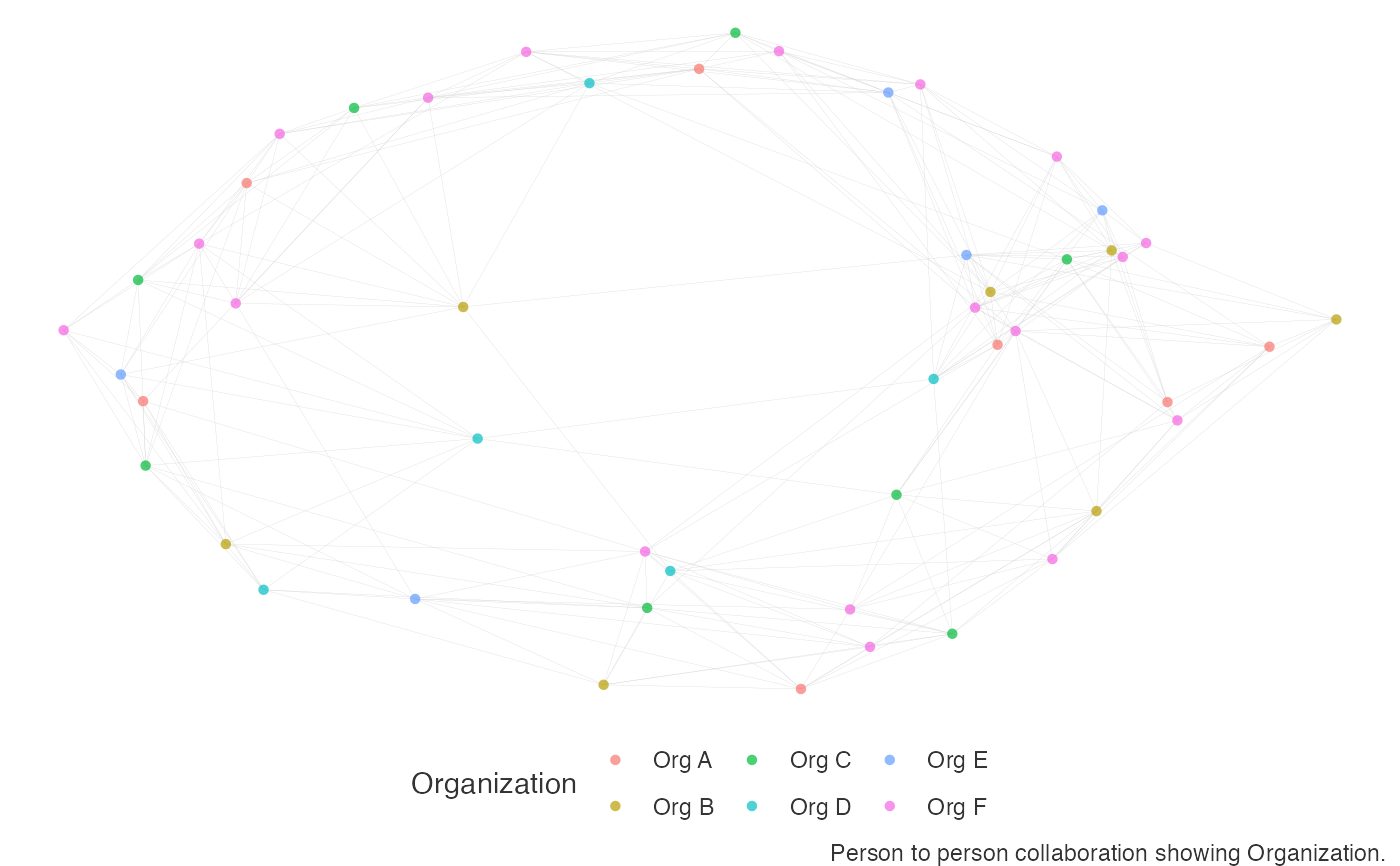 Organization
Org A
Org C
Org E
Org B
Org D
Org F
Person to person collaboration showing Organization.